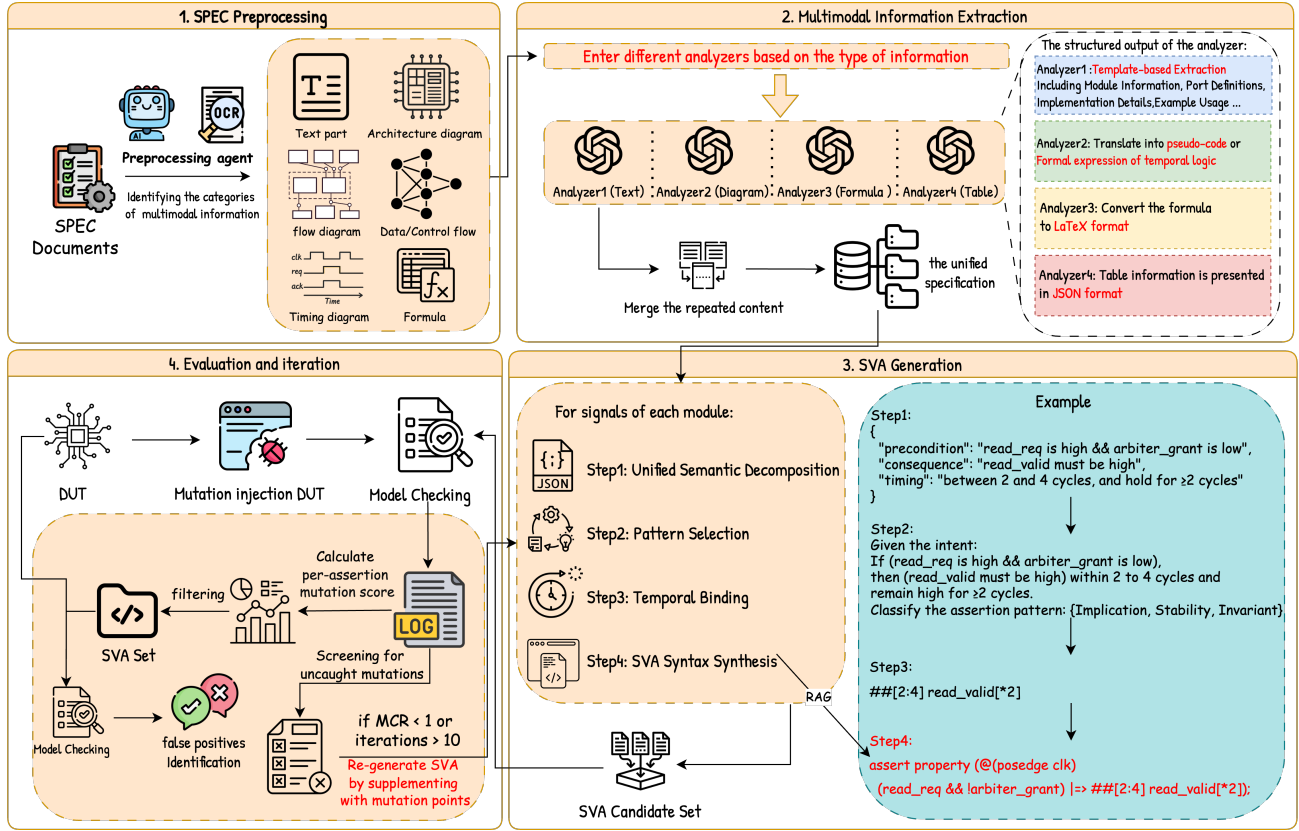 1. SPEC Preprocessing
SPEC
Documents
AI
OCR
Preprocessing agent
Identifying the categories
of multimodal information
T
Text part
Architecture diagram
flow diagram
Data/Control flow
clk
req
ack
Time
Timing diagram
fx
Formula
2. Multimodal Information Extraction
Enter different analyzers based on the type of information
Analyzer1 (Text)
Analyzer2 (Diagram)
Analyzer3 (Formula )
Analyzer4 (Table)
Merge the repeated content
the unified
specification
The structured output of the analyzer:
Analyzer1 :Template-based Extraction
Including Module Information, Port Definitions,
Implementation Details,Example Usage ...
Analyzer2: Translate into pseudo-code or
Formal expression of temporal logic
Analyzer3: Convert the formula
to LaTeX format
Analyzer4: Table information is presented
in JSON format
3. SVA Generation
For signals of each module:
{:}
JSON
Step1: Unified Semantic Decomposition
Step2: Pattern Selection
Step3: Temporal Binding
</>
Step4: SVA Syntax Synthesis
RAG
SVA Candidate Set
Example
Step1:
{
"precondition": "read_req is high && arbiter_grant is low",
"consequence": "read_valid must be high",
"timing": "between 2 and 4 cycles, and hold for ≥2 cycles"
}
Step2:
Given the intent:
If (read_req is high && arbiter_grant is low),
then (read_valid must be high) within 2 to 4 cycles and
remain high for ≥2 cycles.
Classify the assertion pattern: {Implication, Stability, Invariant}
Step3:
##[2:4] read_valid[*2]
Step4:
assert property (@(posedge clk)
(read_req && !arbiter_grant) |=> ##[2:4] read_valid[*2]);
4. Evaluation and iteration
DUT
Mutation injection DUT
Model Checking
Calculate
per-assertion
mutation score
filtering
</>
SVA Set
LOG
Screening for
uncaught mutations
Model Checking
false positives
Identification
if MCR < 1 or
iterations > 10
Re-generate SVA
by supplementing
with mutation points